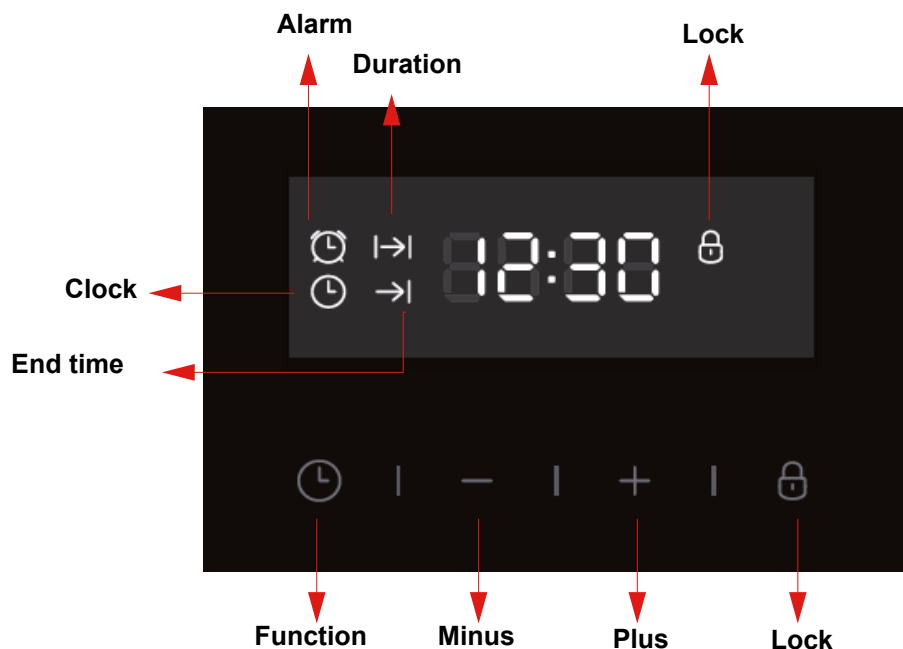 Alarm
Lock
Duration
12:30
Clock
End time
Function
Minus
Plus
Lock